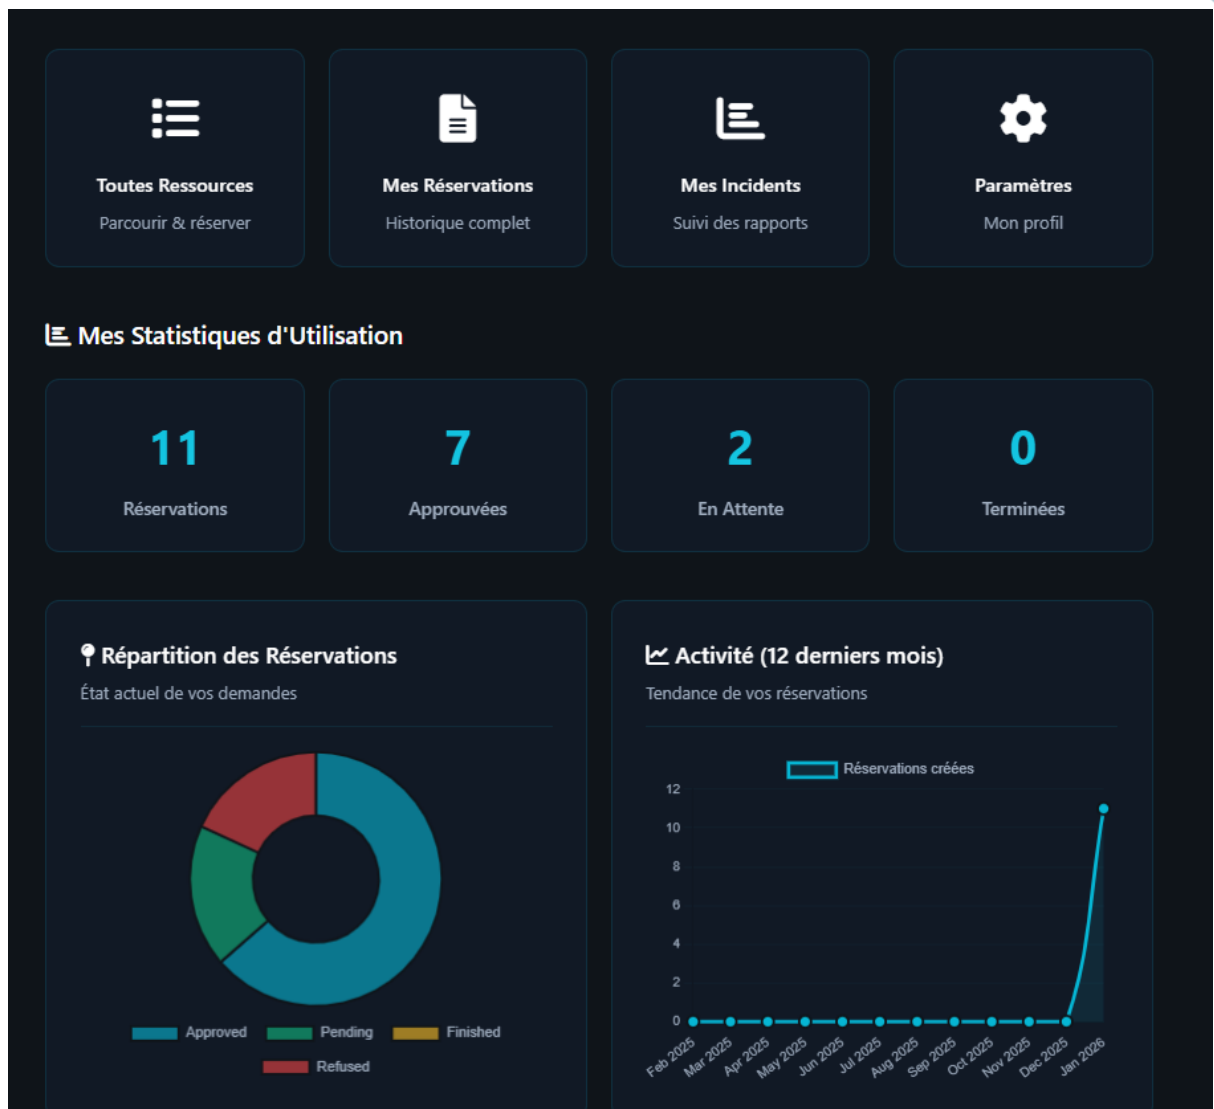 Toutes Ressources
Parcourir & réserver
Mes Réservations
Historique complet
Mes Incidents
Suivi des rapports
Paramètres
Mon profil
Mes Statistiques d'Utilisation
11
Réservations
7
Approuvées
2
En Attente
0
Terminées
Répartition des Réservations
État actuel de vos demandes
Approved Pending Finished
Refused
Activité (12 derniers mois)
Tendance de vos réservations
Réservations créées
12
10
8
6
4
2
0
Feb 2025 Mar 2025 Apr 2025 May 2025 Jun 2025 Jul 2025 Aug 2025 Sep 2025 Oct 2025 Nov 2025 Dec 2025 Jan 2026